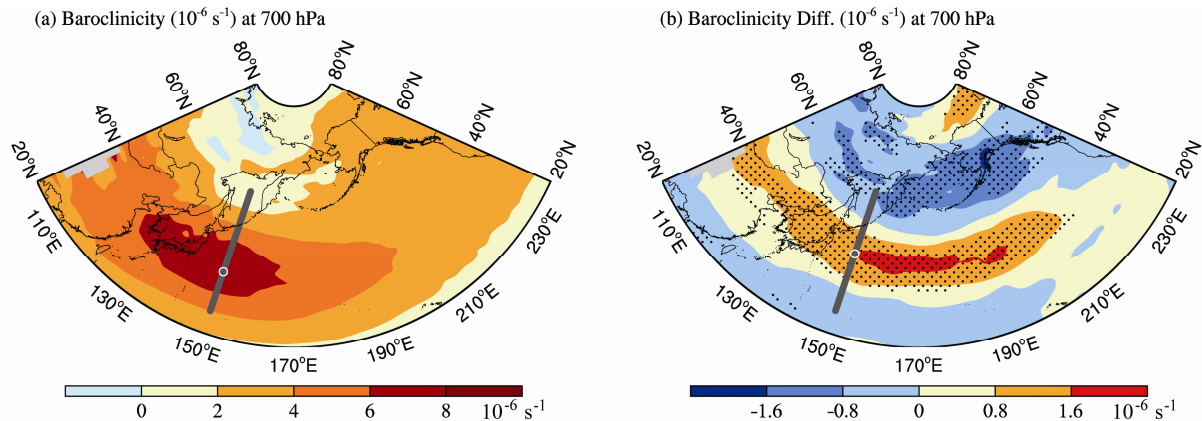 (a) Baroclinicity (10⁻⁶ s⁻¹) at 700 hPa
80°N
80°N
60°N
60°N
40°N
40°N
20°N
20°N
110°E
230°E
130°E
210°E
150°E
190°E
170°E
0 2 4 6 8 10⁻⁶ s⁻¹
(b) Baroclinicity Diff. (10⁻⁶ s⁻¹) at 700 hPa
80°N
80°N
60°N
60°N
40°N
40°N
20°N
20°N
110°E
230°E
130°E
210°E
150°E
190°E
170°E
-1.6 -0.8 0 0.8 1.6 10⁻⁶ s⁻¹